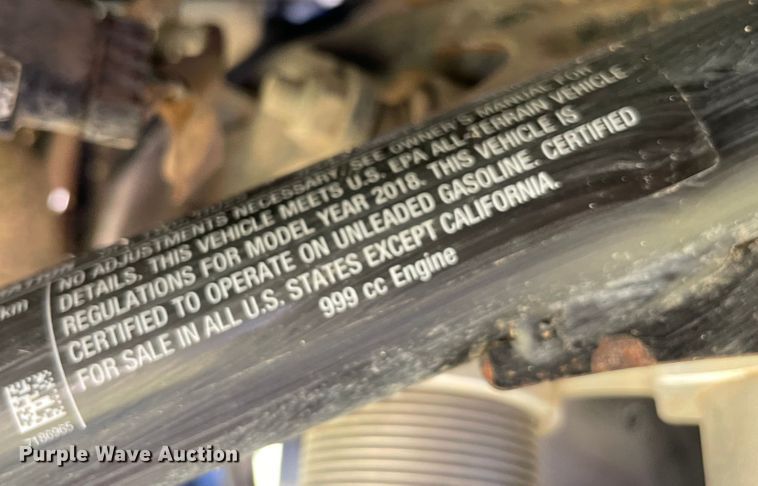 NO ADJUSTMENTS NECESSARY/SEE OWNER'S MANUAL FOR
DETAILS. THIS VEHICLE MEETS U.S. EPA ALL-TERRAIN VEHICLE
REGULATIONS FOR MODEL YEAR 2018. THIS VEHICLE IS
CERTIFIED TO OPERATE ON UNLEADED GASOLINE. CERTIFIED
FOR SALE IN ALL U.S. STATES EXCEPT CALIFORNIA.
999 cc Engine
km
7186965
Purple Wave Auction